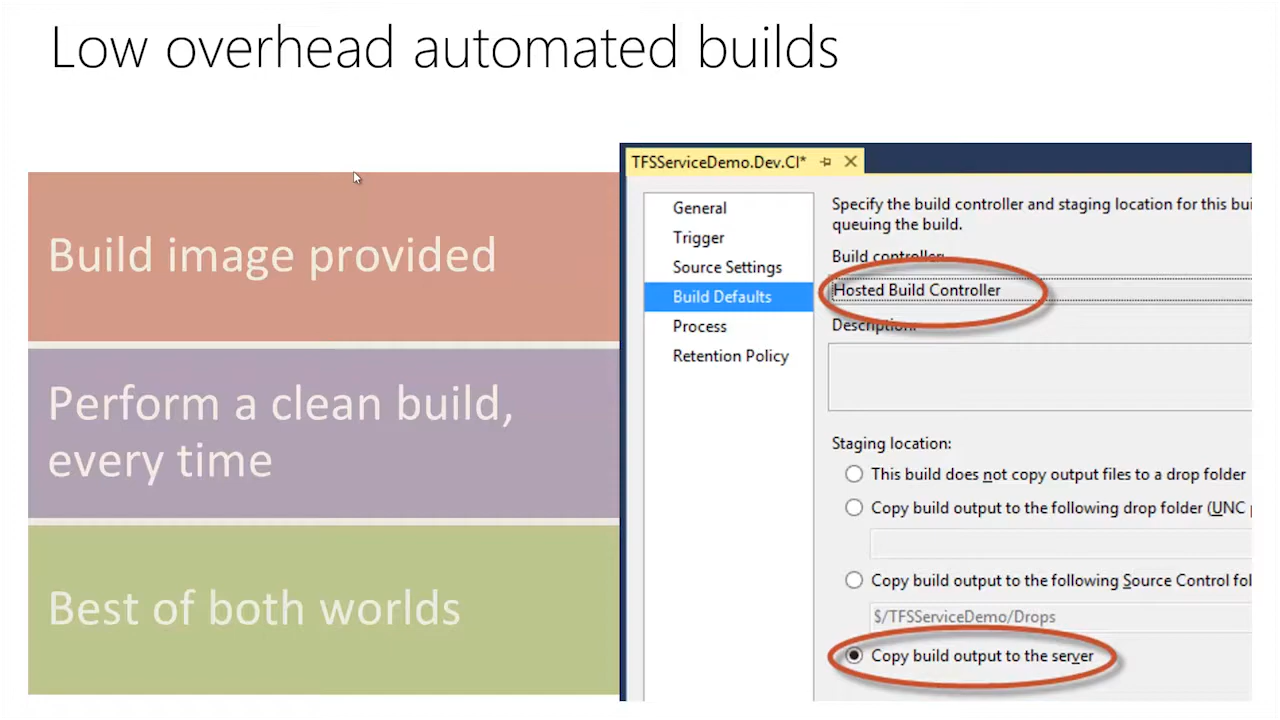 Low overhead automated builds
Build image provided
Perform a clean build,
every time
Best of both worlds
TFSServiceDemo.Dev.CI*
General
Trigger
Source Settings
Build Defaults
Process
Retention Policy
Specify the build controller and staging location for this bui
queuing the build.
Build controller:
Hosted Build Controller
Description:
Staging location:
This build does not copy output files to a drop folder
Copy build output to the following drop folder (UNC p
Copy build output to the following Source Control fol
$/TFSServiceDemo/Drops
Copy build output to the server